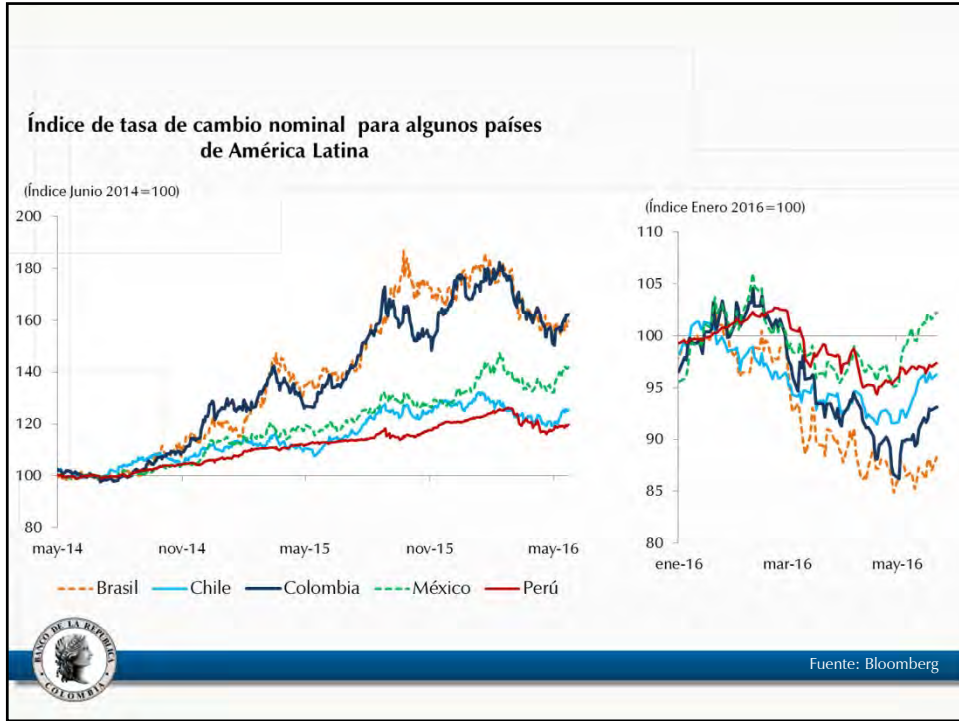 Índice de tasa de cambio nominal para algunos países
de América Latina
(Índice Junio 2014=100)
200
180
160
140
120
100
80
may-14 nov-14 may-15 nov-15 may-16
(Índice Enero 2016=100)
110
105
100
95
90
85
80
ene-16 mar-16 may-16
Brasil Chile Colombia México Perú
BANCO DE LA REPUBLICA
COLOMBIA
Fuente: Bloomberg